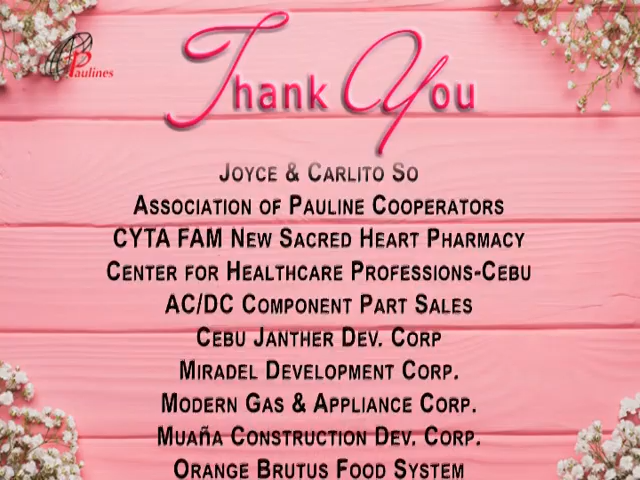 Paulines
Thank You
JOYCE & CARLITO SO
ASSOCIATION OF PAULINE COOPERATORS
CYTA FAM NEW SACRED HEART PHARMACY
CENTER FOR HEALTHCARE PROFESSIONS-CEBU
AC/DC COMPONENT PART SALES
CEBU JANTHER DEV. CORP
MIRADEL DEVELOPMENT CORP.
MODERN GAS & APPLIANCE CORP.
MUAÑA CONSTRUCTION DEV. CORP.
ORANGE BRUTUS FOOD SYSTEM